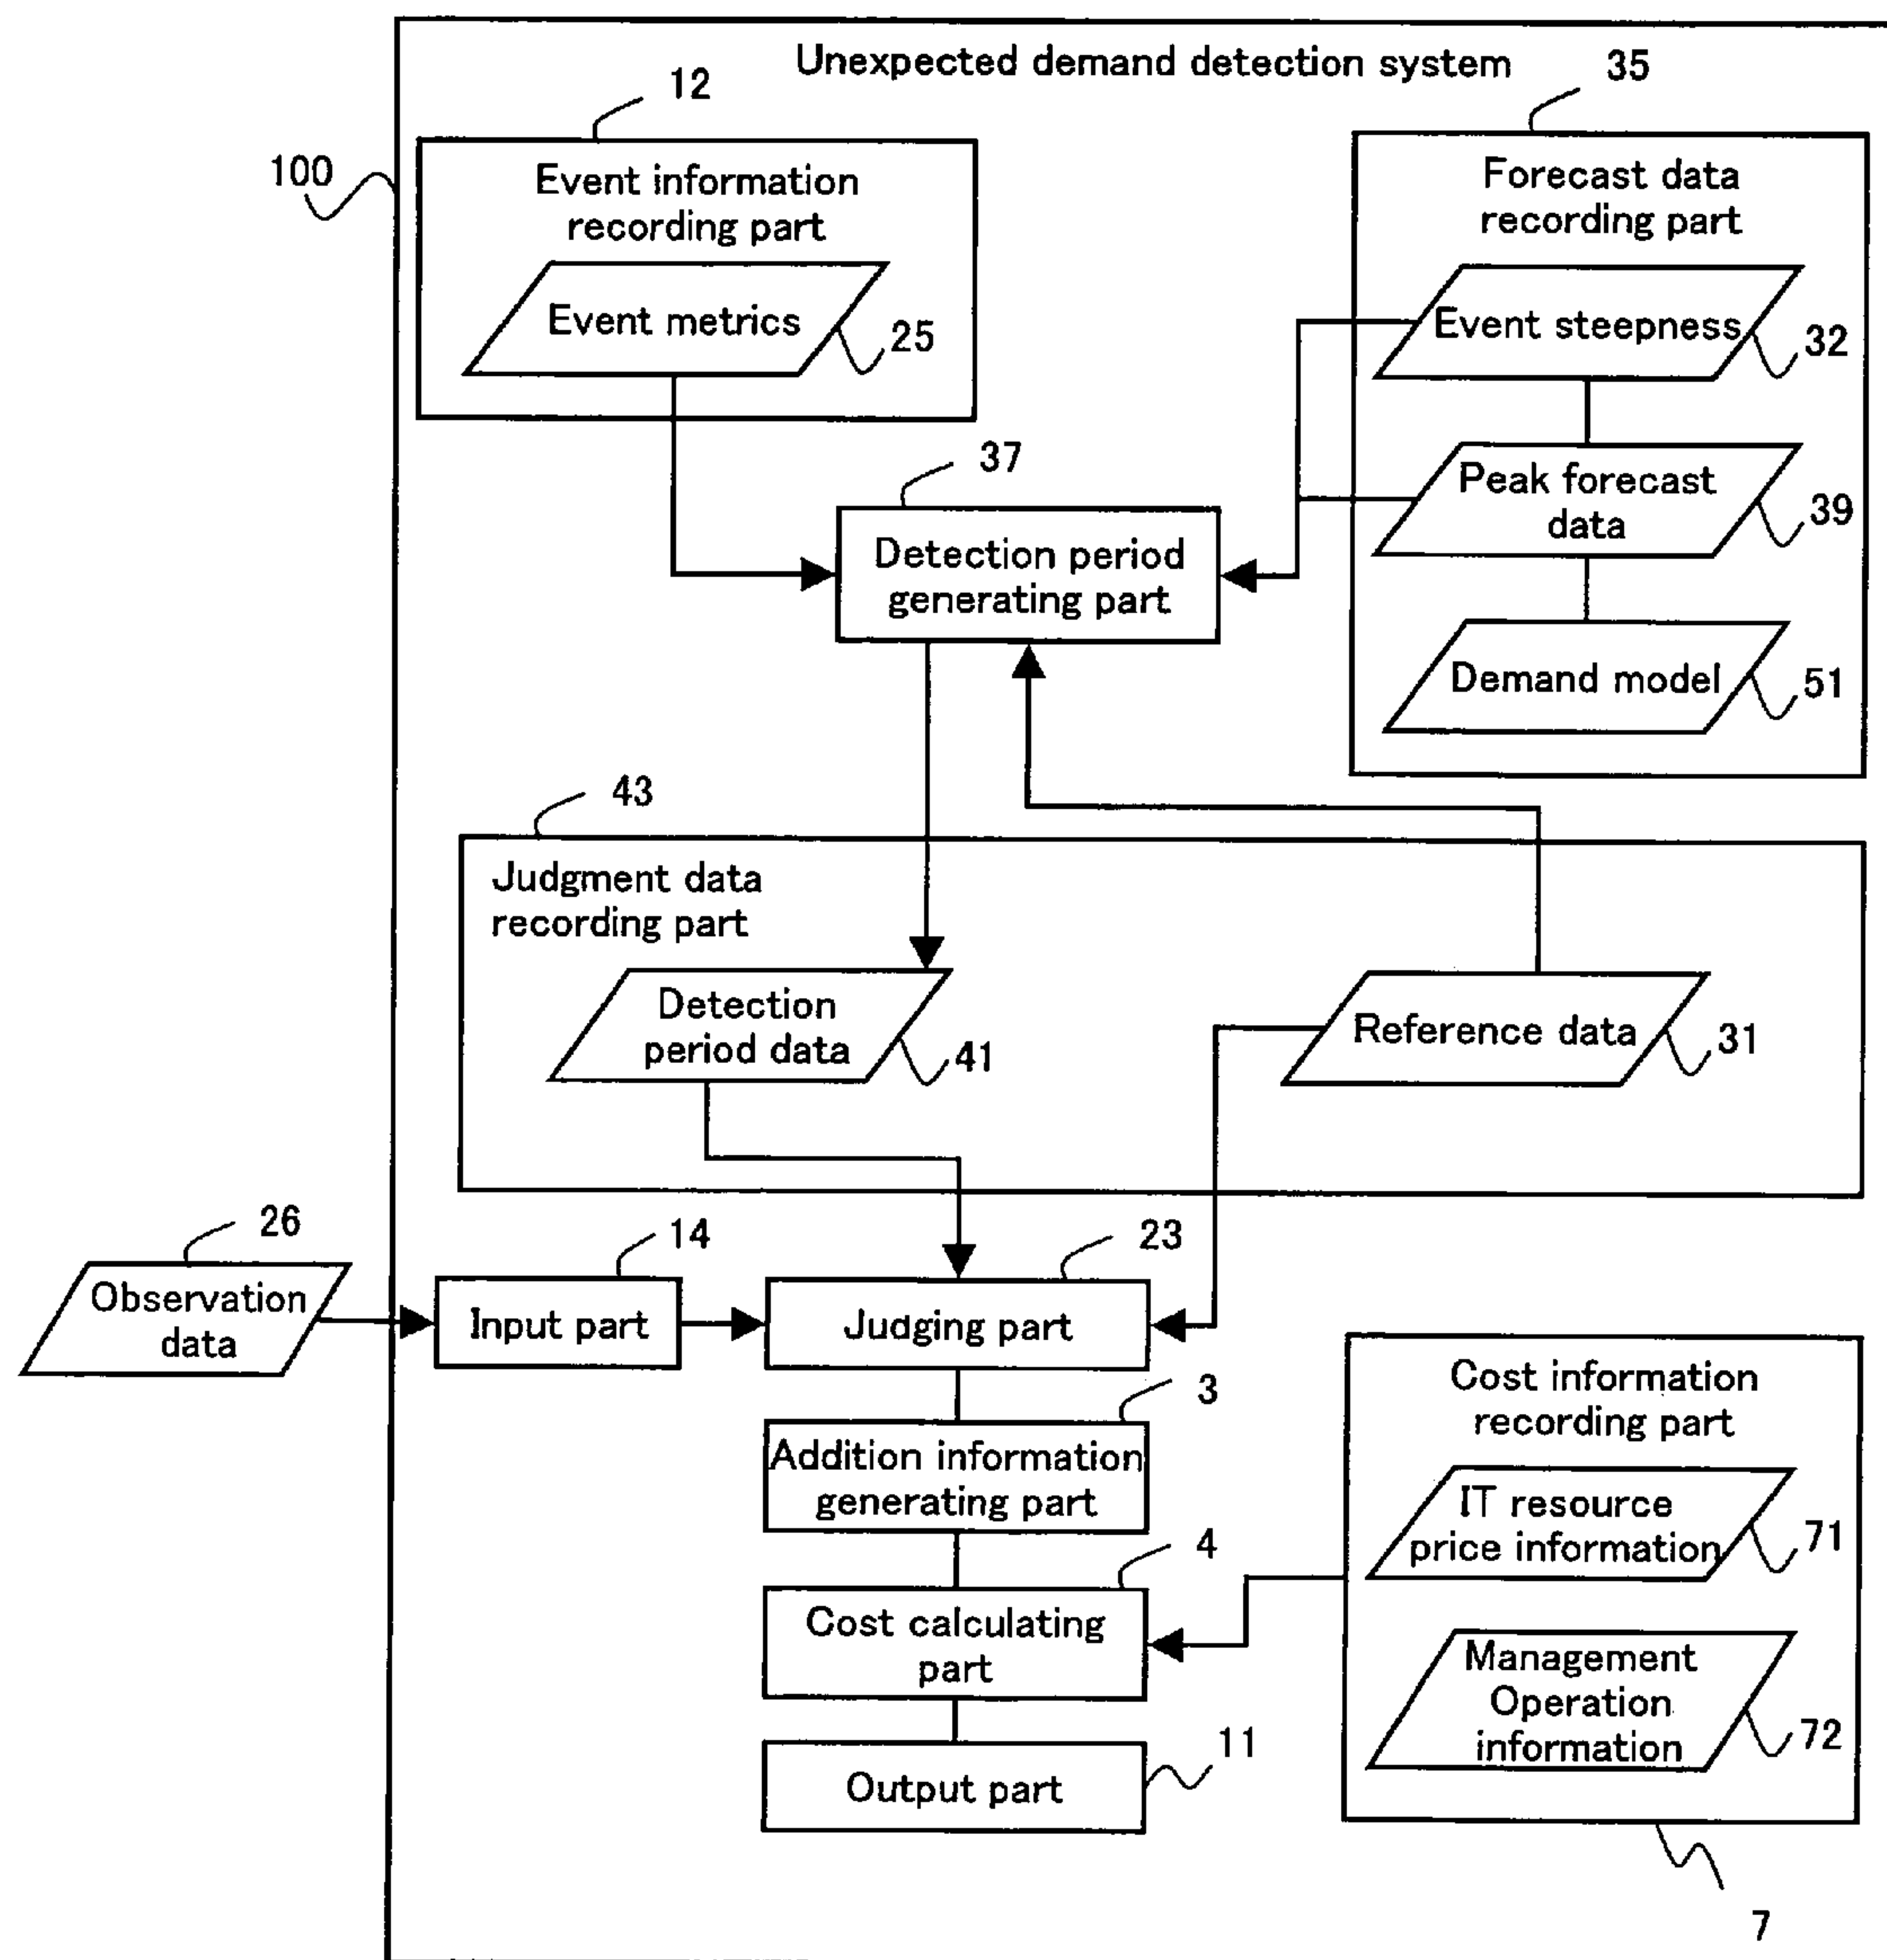 Unexpected demand detection system
100
12
Event information
recording part
Event metrics
25
35
Forecast data
recording part
Event steepness
32
Peak forecast
data
39
Demand model
51
37
Detection period
generating part
43
Judgment data
recording part
Detection
period data
41
Reference data
31
26
Observation
data
14
Input part
23
Judging part
3
Addition information
generating part
4
Cost calculating
part
11
Output part
Cost information
recording part
IT resource
price information
71
Management
Operation
information
72
7